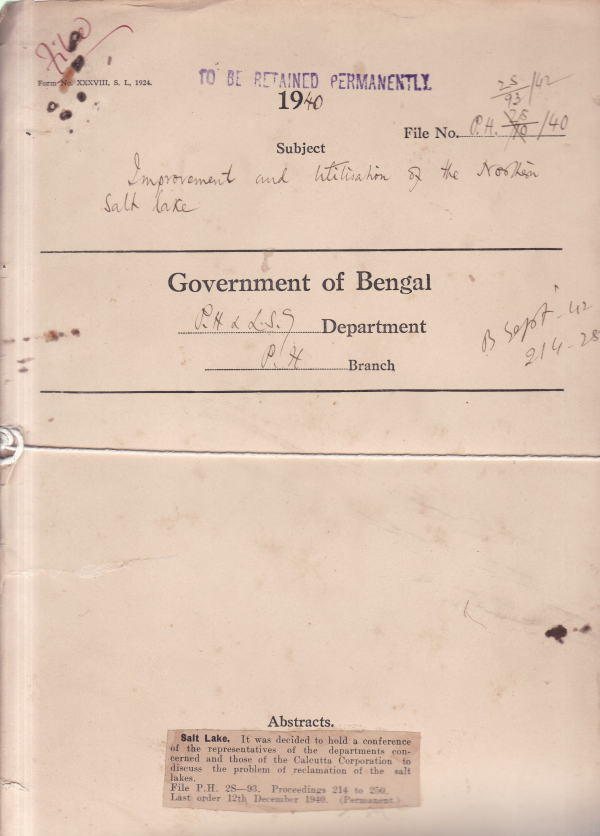 File
Form No. XXXVIII, S. I., 1924.
TO BE RETAINED PERMANENTLY.
1940
2S/93/42
File No. P.H. 2S/10/40
Subject
Improvement and Utilisation of the Northern
Salt Lake
Government of Bengal
P.H & L.S.G Department
P.H Branch
B Sept - 42
214-28
Abstracts.
Salt Lake. It was decided to hold a conference
of the representatives of the departments con-
cerned and those of the Calcutta Corporation to
discuss the problem of reclamation of the salt
lakes.
File P.H. 2S—93. Proceedings 214 to 250.
Last order 12th December 1940. (Permanent.)